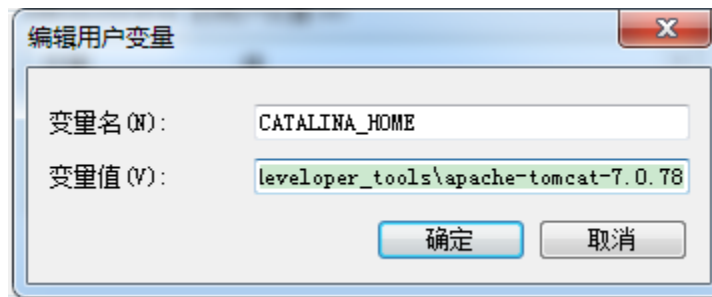 编辑用户变量
变量名(N): CATALINA_HOME
变量值(V): eveloper_tools\apache-tomcat-7.0.78
确定 取消